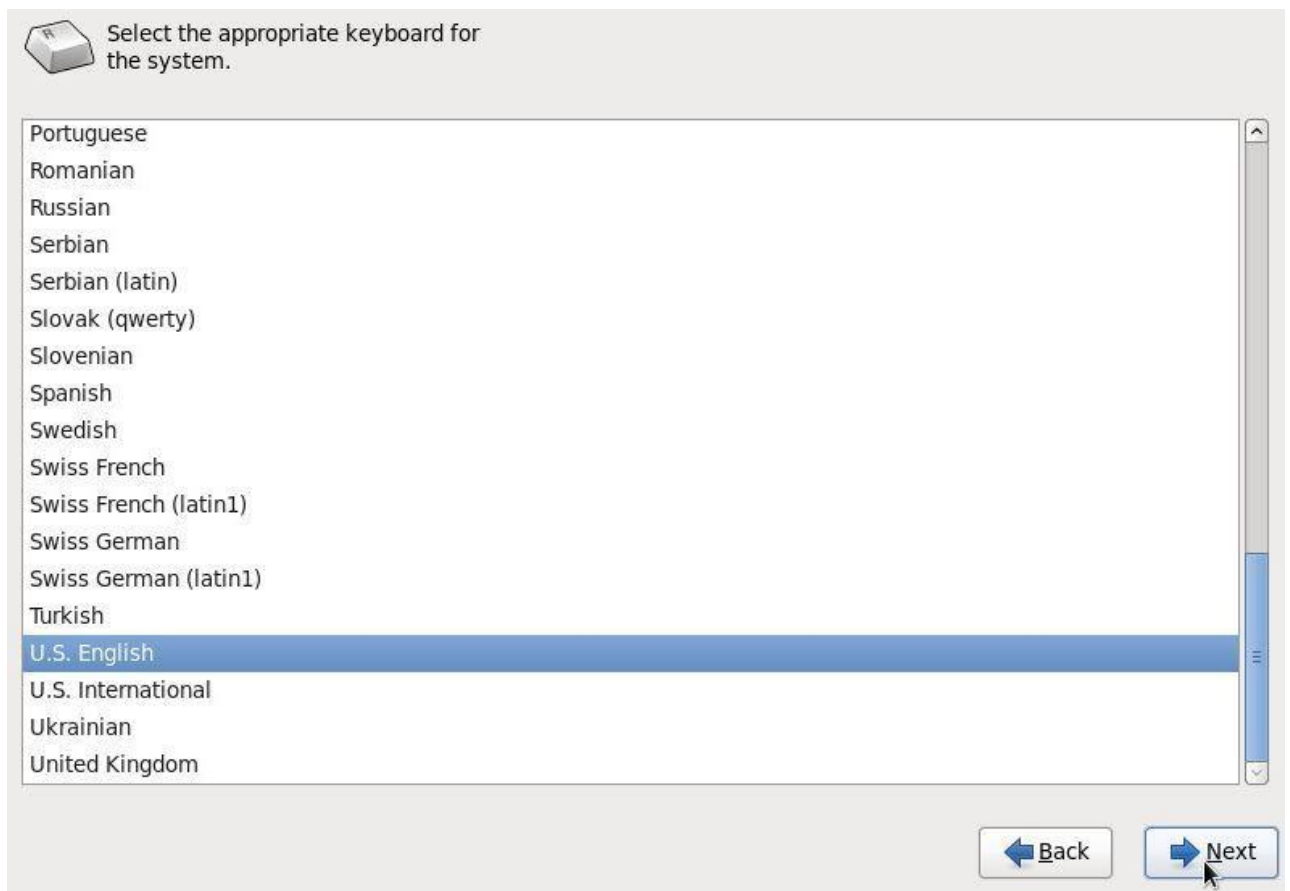 R
Select the appropriate keyboard for
the system.
Portuguese
Romanian
Russian
Serbian
Serbian (latin)
Slovak (qwerty)
Slovenian
Spanish
Swedish
Swiss French
Swiss French (latin1)
Swiss German
Swiss German (latin1)
Turkish
U.S. English
U.S. International
Ukrainian
United Kingdom
Back
Next